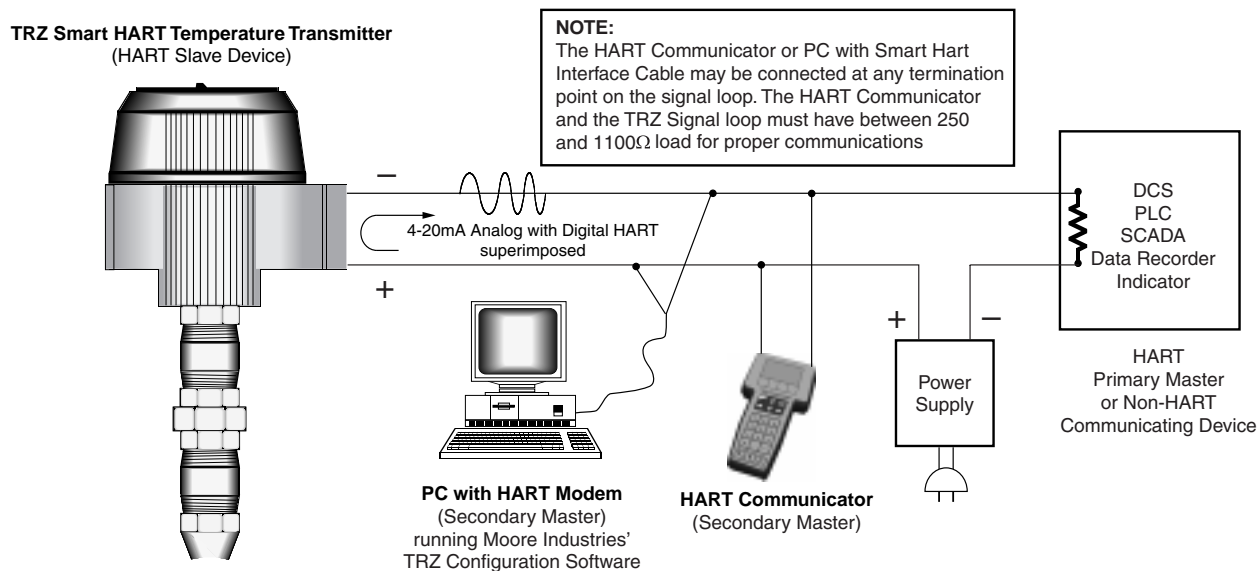 TRZ Smart HART Temperature Transmitter
(HART Slave Device)
NOTE:
The HART Communicator or PC with Smart Hart
Interface Cable may be connected at any termination
point on the signal loop. The HART Communicator
and the TRZ Signal loop must have between 250
and 1100Ω load for proper communications
−
4-20mA Analog with Digital HART
superimposed
+
DCS
PLC
SCADA
Data Recorder
Indicator
+
−
Power
Supply
HART
Primary Master
or Non-HART
Communicating Device
PC with HART Modem
(Secondary Master)
running Moore Industries’
TRZ Configuration Software
HART Communicator
(Secondary Master)